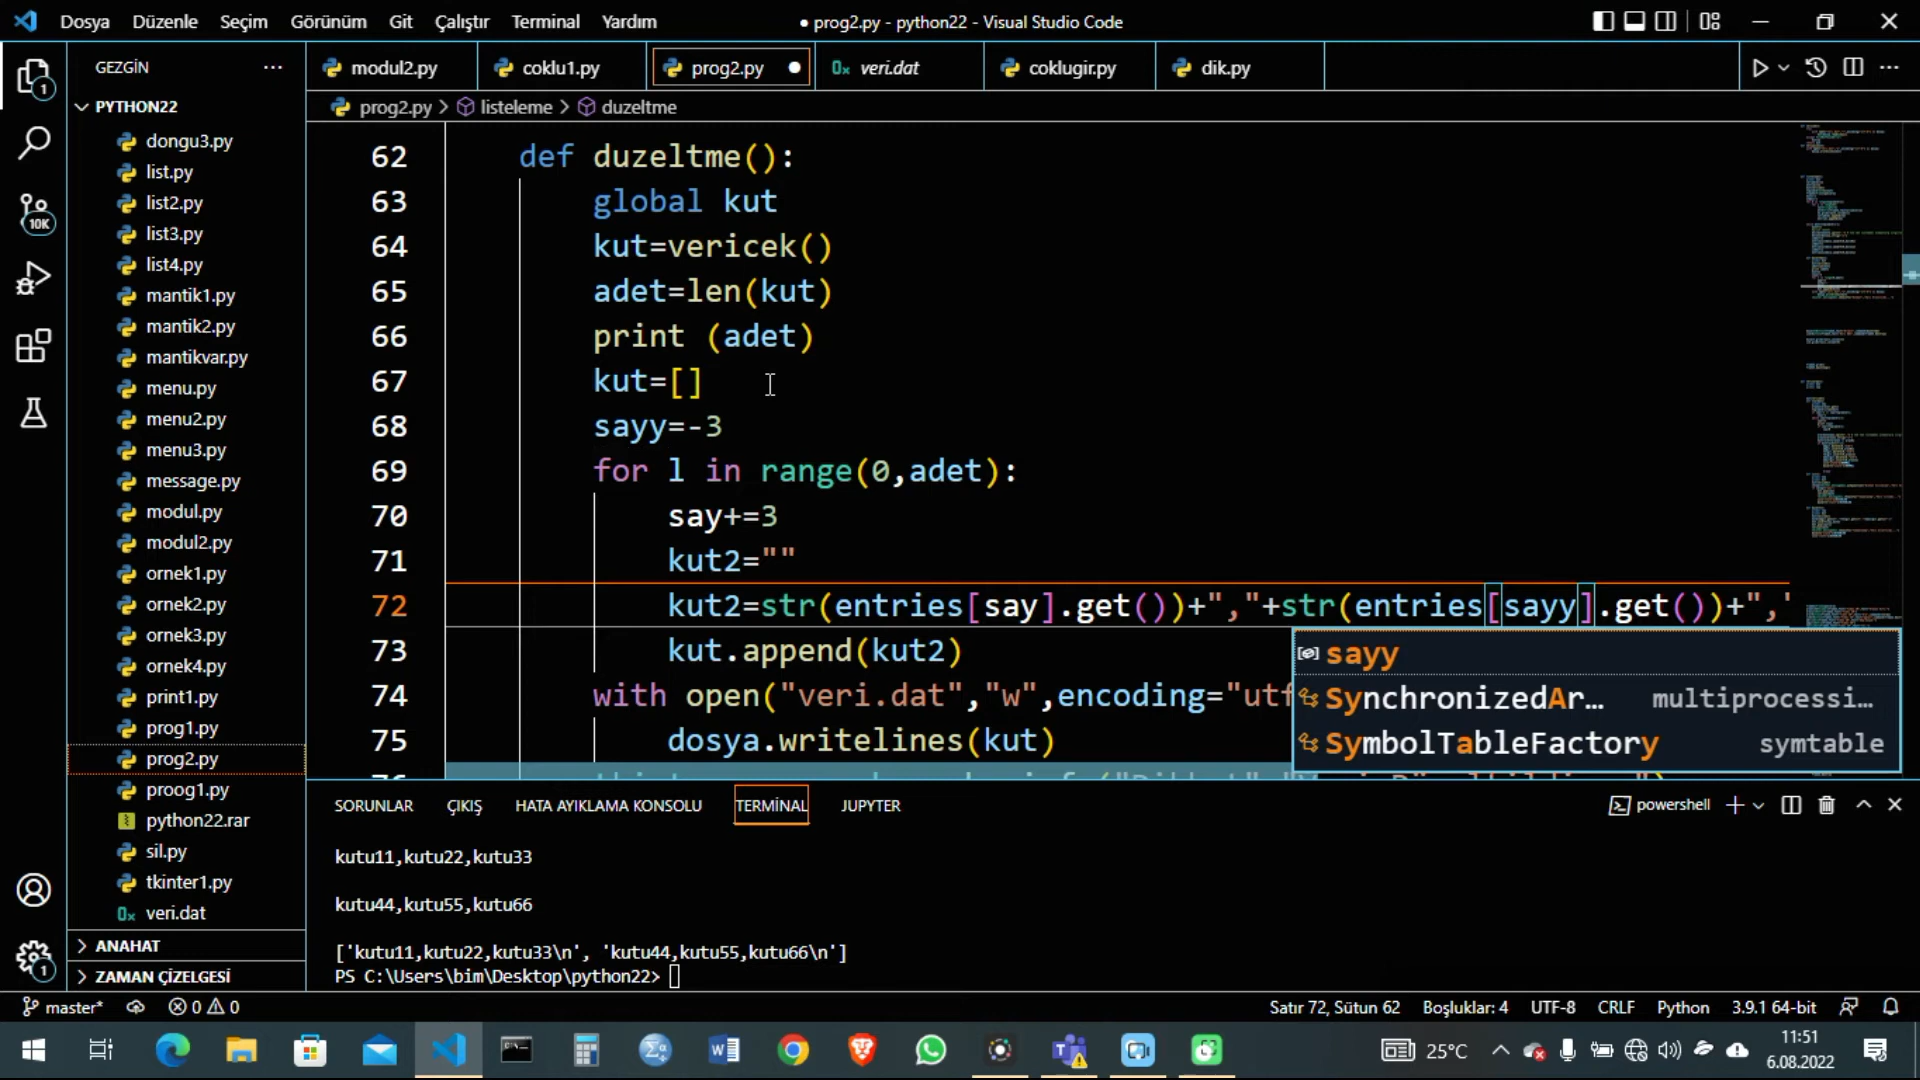 Dosya Düzenle Seçim Görünüm Git Çalıştır Terminal Yardım
● prog2.py - python22 - Visual Studio Code
GEZGİN ...
PYTHON22
dongu3.py
list.py
list2.py
list3.py
list4.py
mantik1.py
mantik2.py
mantikvar.py
menu.py
menu2.py
menu3.py
message.py
modul.py
modul2.py
ornek1.py
ornek2.py
ornek3.py
ornek4.py
print1.py
prog1.py
prog2.py
proog1.py
python22.rar
sil.py
tkinter1.py
veri.dat
ANAHAT
ZAMAN ÇİZELGESİ
1
10K
1
modul2.py coklu1.py prog2.py ● veri.dat coklugir.py dik.py
prog2.py > listeleme > duzeltme
62 def duzeltme():
63 global kut
64 kut=vericek()
65 adet=len(kut)
66 print (adet)
67 kut=[]
68 sayy=-3
69 for l in range(0,adet):
70 say+=3
71 kut2=""
72 kut2=str(entries[say].get())+","+str(entries[sayy].get())+","
73 kut.append(kut2)
74 with open("veri.dat","w",encoding="utf
75 dosya.writelines(kut)
sayy
SynchronizedAr... multiprocessi...
SymbolTableFactory symtable
SORUNLAR ÇIKIŞ HATA AYIKLAMA KONSOLU TERMİNAL JUPYTER
powershell
kutu11,kutu22,kutu33
kutu44,kutu55,kutu66
['kutu11,kutu22,kutu33\n', 'kutu44,kutu55,kutu66\n']
PS C:\Users\bim\Desktop\python22>
master* 0 0
Satır 72, Sütun 62 Boşluklar: 4 UTF-8 CRLF Python 3.9.1 64-bit
25°C
11:51
6.08.2022